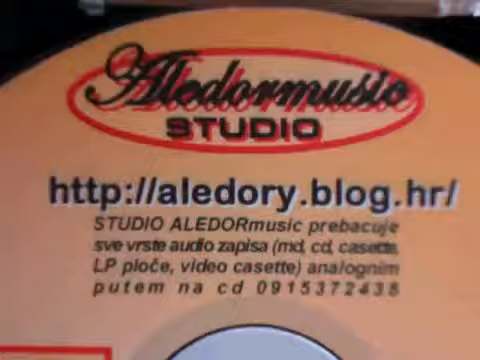 Aledormusic
STUDIO
http://aledory.blog.hr/
STUDIO ALEDORmusic prebacuje
sve vrste audio zapisa (md, cd, casette,
LP ploče, video casette) analognim
putem na cd 0915372438